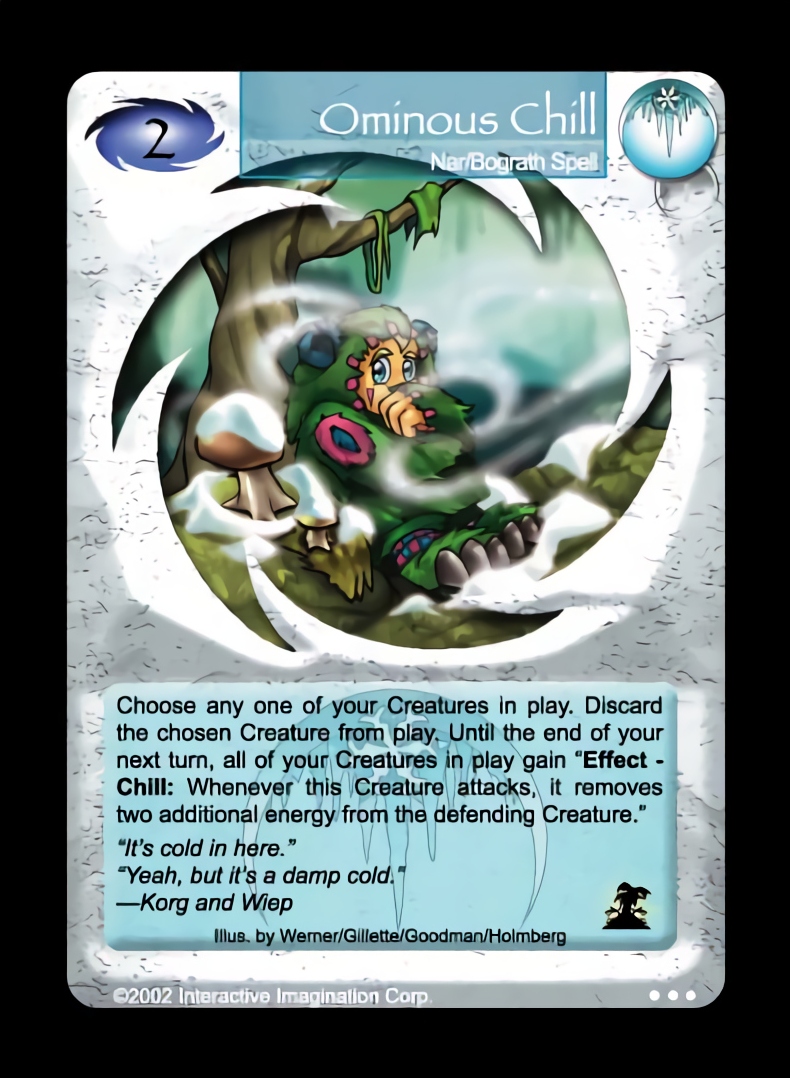 2
Ominous Chill
Nar/Bograth Spell
Choose any one of your Creatures in play. Discard
the chosen Creature from play. Until the end of your
next turn, all of your Creatures in play gain “Effect -
Chill: Whenever this Creature attacks, it removes
two additional energy from the defending Creature.”
“It's cold in here.”
“Yeah, but it's a damp cold.”
—Korg and Wiep
Illus. by Werner/Gillette/Goodman/Holmberg
©2002 Interactive Imagination Corp.